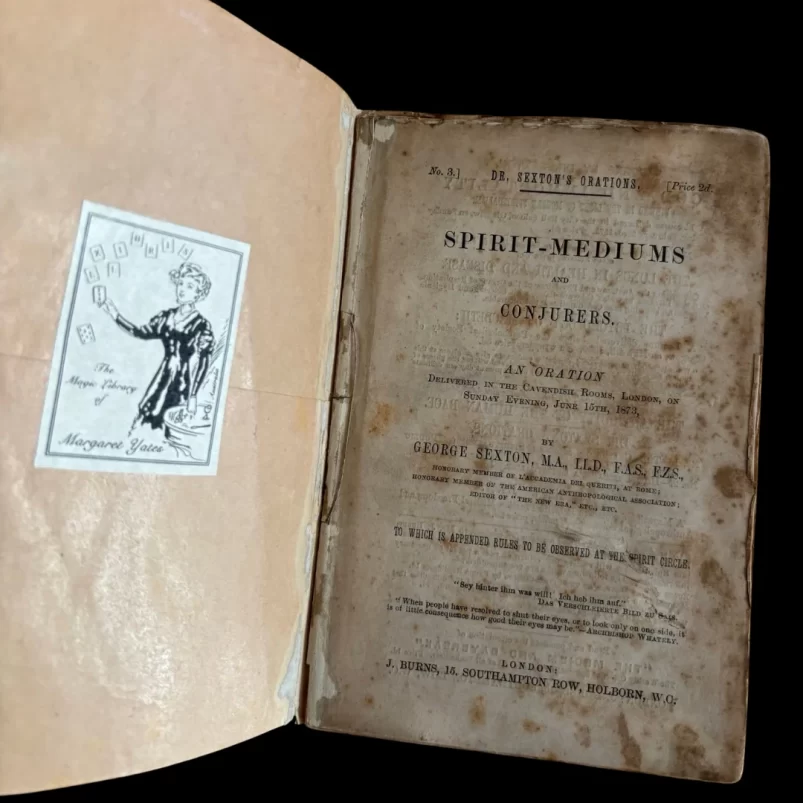 The
Magic Library
of
Margaret Yates
No. 3.] DR. SEXTON'S ORATIONS. [Price 2d.
SPIRIT-MEDIUMS
AND
CONJURERS.
AN ORATION
DELIVERED IN THE CAVENDISH ROOMS, LONDON, ON
SUNDAY EVENING, JUNE 15TH, 1873,
BY
GEORGE SEXTON, M.A., LL.D., F.A.S., F.Z.S.,
HONORARY MEMBER OF L'ACCADEMIA DEI QUIRITI, AT ROME;
HONORARY MEMBER OF THE AMERICAN ANTHROPOLOGICAL ASSOCIATION;
EDITOR OF "THE NEW ERA," ETC., ETC.
TO WHICH IS APPENDED RULES TO BE OBSERVED AT THE SPIRIT CIRCLE.
"Sey hinter ihm was will! Ich heb ihn auf."
DAS VERSCHLEIERTE BILD ZU SAIS.
"When people have resolved to shut their eyes, or to look only on one side, it
is of little consequence how good their eyes may be."—ARCHBISHOP WHATELY.
LONDON:
J. BURNS, 15, SOUTHAMPTON ROW, HOLBORN, W.C.